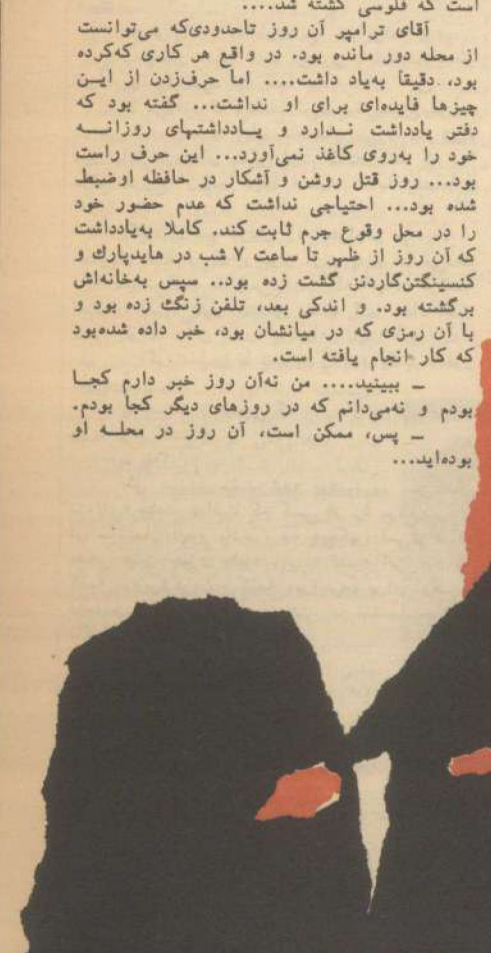 است که فلوسی کشته شد....
آقای ترامپر آن روز تاحدودی‌که می‌توانست
از محله دور مانده بود. در واقع هر کاری که‌کرده
بود، دقیقا به‌یاد داشت.... اما حرف‌زدن از ایـن
چیزها فایده‌ای برای او نداشت... گفته بود که
دفتر یادداشت نـدارد و یـادداشتهای روزانـه
خود را به‌روی کاغذ نمی‌آورد... این حرف راست
بود... روز قتل روشن و آشکار در حافظه اوضبط
شده بود... احتیاجی نداشت که عدم حضور خود
را در محل وقوع جرم ثابت کند. کاملا به‌یادداشت
که آن روز از ظهر تا ساعت ۷ شب در هایدپارك و
کنسینگتن‌گاردنز گشت زده بود.. سپس به‌خانه‌اش
برگشته بود. و اندکی بعد، تلفن زنگ زده بود و
با آن رمزی که در میانشان بود، خبر داده شده‌بود
که کار انجام یافته است.
ـ ببینید.... من نه‌آن روز خبر دارم کجـا
بودم و نه‌می‌دانم که در روزهای دیگر کجا بودم.
ـ پس، ممکن است، آن روز در محلـه او
بوده‌اید...